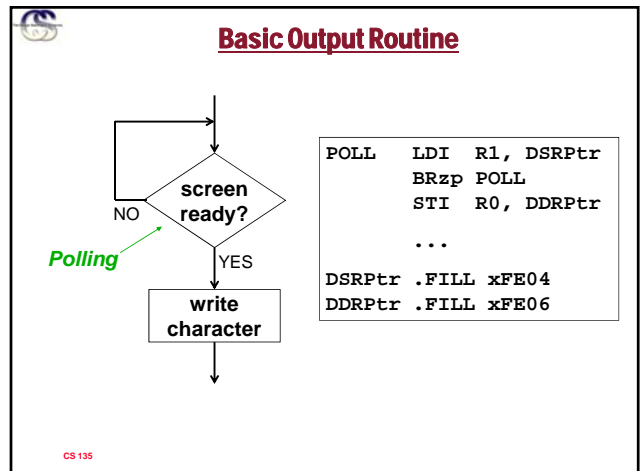 Basic Output Routine
screen
ready?
NO
Polling
YES
write
character
POLL LDI R1, DSRPtr
BRzp POLL
STI R0, DDRPtr
...
DSRPtr .FILL xFE04
DDRPtr .FILL xFE06
CS 135